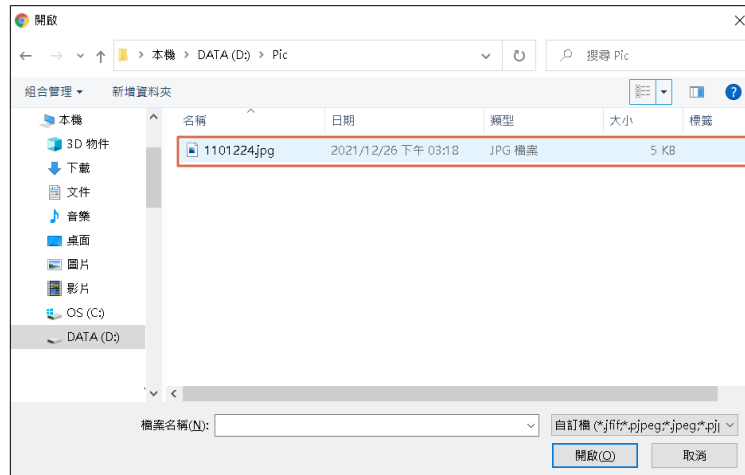 開啟
本機 > DATA (D:) > Pic
搜尋 Pic
組合管理 新增資料夾
名稱 日期 類型 大小 標籤
1101224.jpg 2021/12/26 下午 03:18 JPG 檔案 5 KB
本機
3D 物件
下載
文件
音樂
桌面
圖片
影片
OS (C:)
DATA (D:)
檔案名稱(N):
自訂檔 (*.jfif;*.pjpeg;*.jpeg;*.pj
開啟(O) 取消